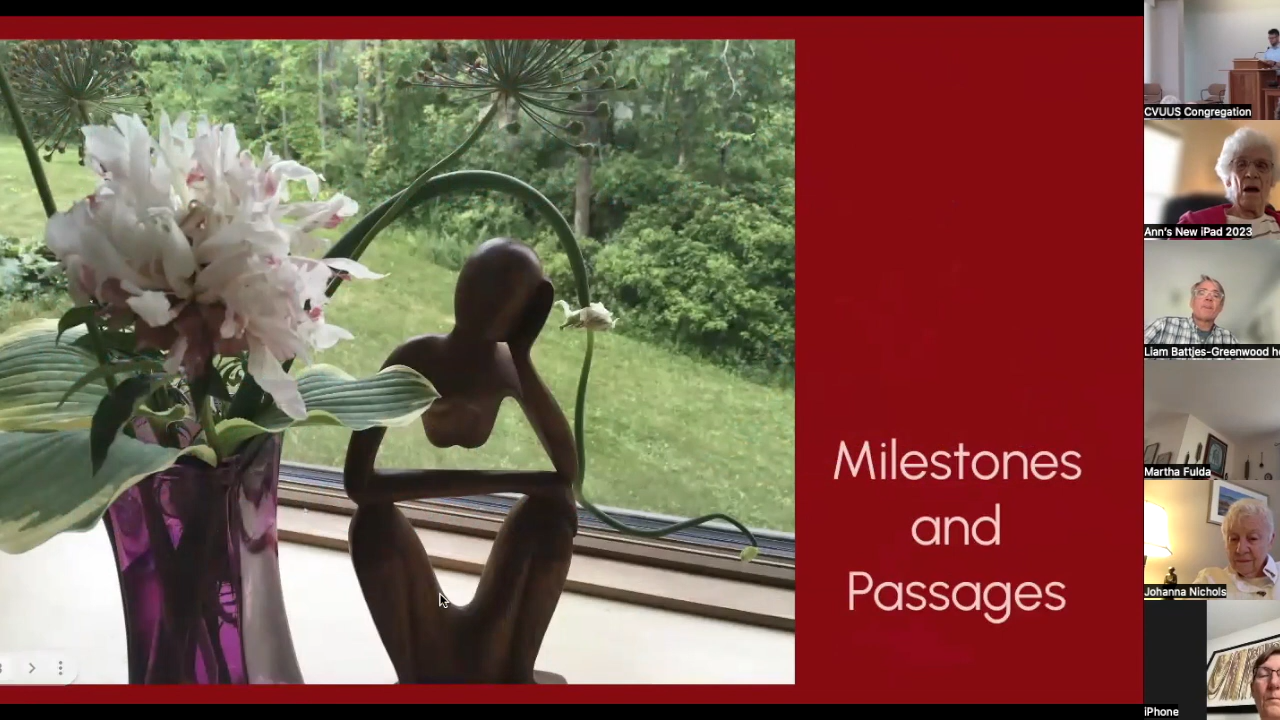 Milestones
and
Passages
CVUUS Congregation
Ann's New iPad 2023
Liam Battjes-Greenwood h
Martha Fulda
Johanna Nichols
iPhone